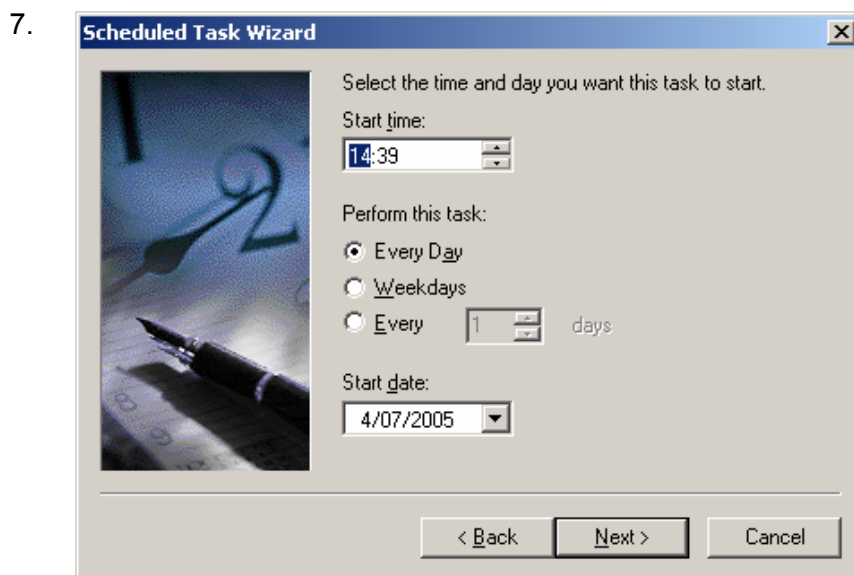 7.
Scheduled Task Wizard
Select the time and day you want this task to start.
Start time:
14:39
Perform this task:
Every Day
Weekdays
Every 1 days
Start date:
4/07/2005
< Back Next > Cancel